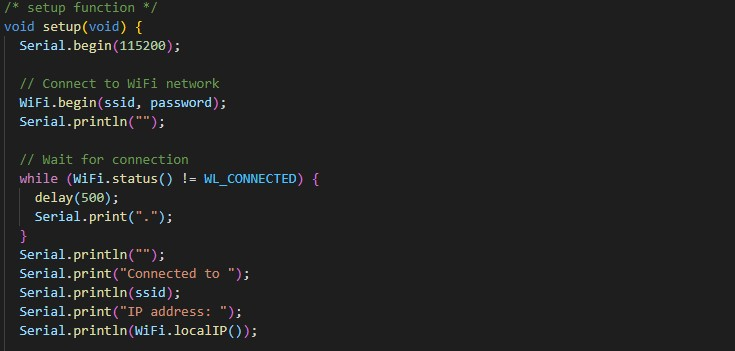 /* setup function */
void setup(void) {
  Serial.begin(115200);

  // Connect to WiFi network
  WiFi.begin(ssid, password);
  Serial.println("");

  // Wait for connection
  while (WiFi.status() != WL_CONNECTED) {
    delay(500);
    Serial.print(".");
  }
  Serial.println("");
  Serial.print("Connected to ");
  Serial.println(ssid);
  Serial.print("IP address: ");
  Serial.println(WiFi.localIP());